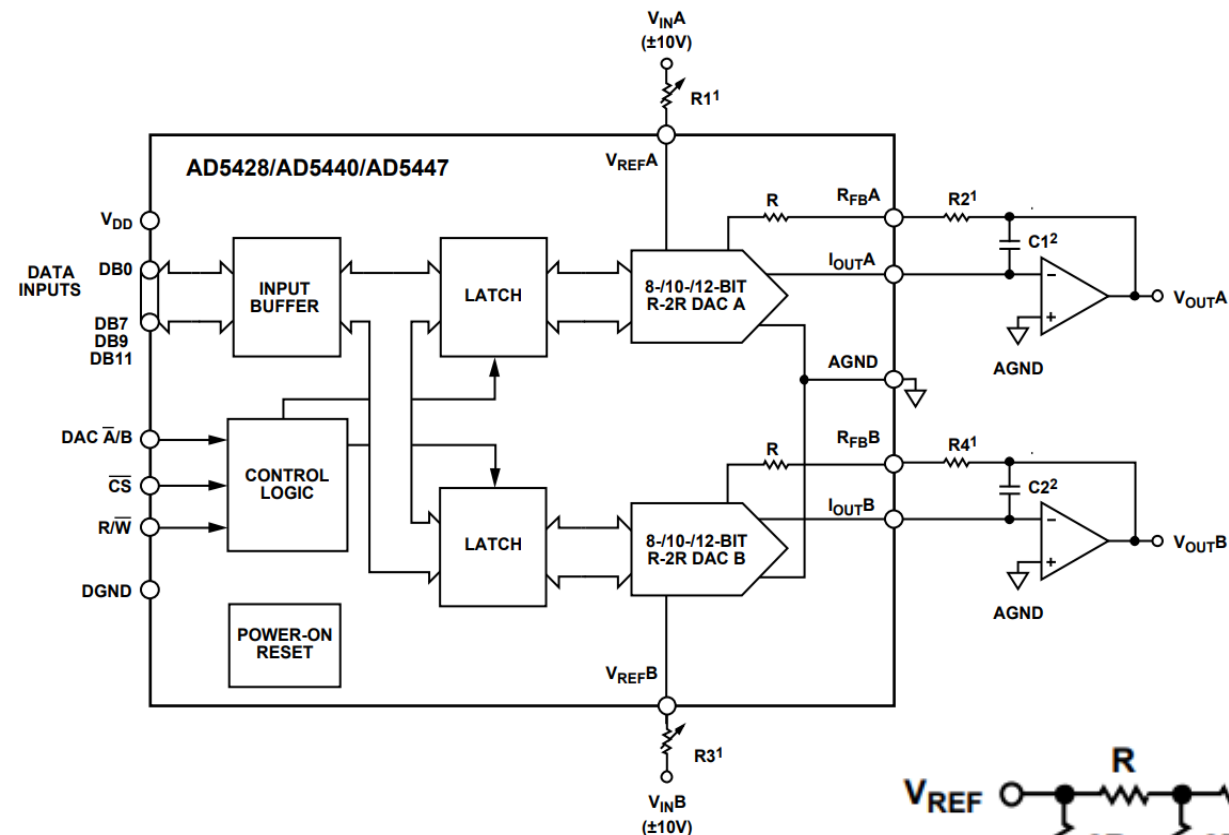 VINA
(±10V)
R1¹
AD5428/AD5440/AD5447
VREFA
VDD
DATA
INPUTS
DB0
DB7
DB9
DB11
INPUT
BUFFER
LATCH
8-/10-/12-BIT
R-2R DAC A
R
RFBA
R2¹
C1²
IOUTA
−
+
VOUTA
AGND
AGND
DAC A̅/B
C̅S̅
R/W̅
CONTROL
LOGIC
DGND
POWER-ON
RESET
LATCH
8-/10-/12-BIT
R-2R DAC B
R
RFBB
R4¹
C2²
IOUTB
−
+
VOUTB
AGND
VREFB
R3¹
VINB
(±10V)
VREF
R